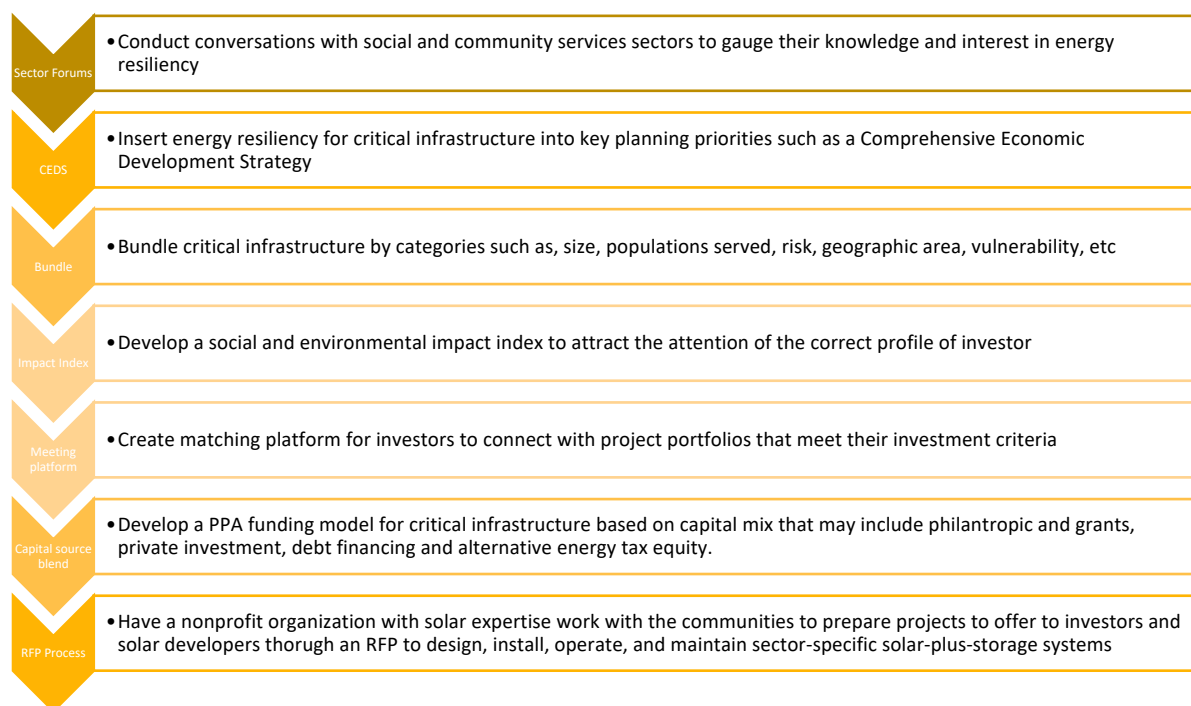 Sector Forums
•Conduct conversations with social and community services sectors to gauge their knowledge and interest in energy
resiliency
CEDS
•Insert energy resiliency for critical infrastructure into key planning priorities such as a Comprehensive Economic
Development Strategy
Bundle
•Bundle critical infrastructure by categories such as, size, populations served, risk, geographic area, vulnerability, etc
Impact Index
•Develop a social and environmental impact index to attract the attention of the correct profile of investor
Meeting
platform
•Create matching platform for investors to connect with project portfolios that meet their investment criteria
Capital source
blend
•Develop a PPA funding model for critical infrastructure based on capital mix that may include philantropic and grants,
private investment, debt financing and alternative energy tax equity.
RFP Process
•Have a nonprofit organization with solar expertise work with the communities to prepare projects to offer to investors and
solar developers thorugh an RFP to design, install, operate, and maintain sector-specific solar-plus-storage systems